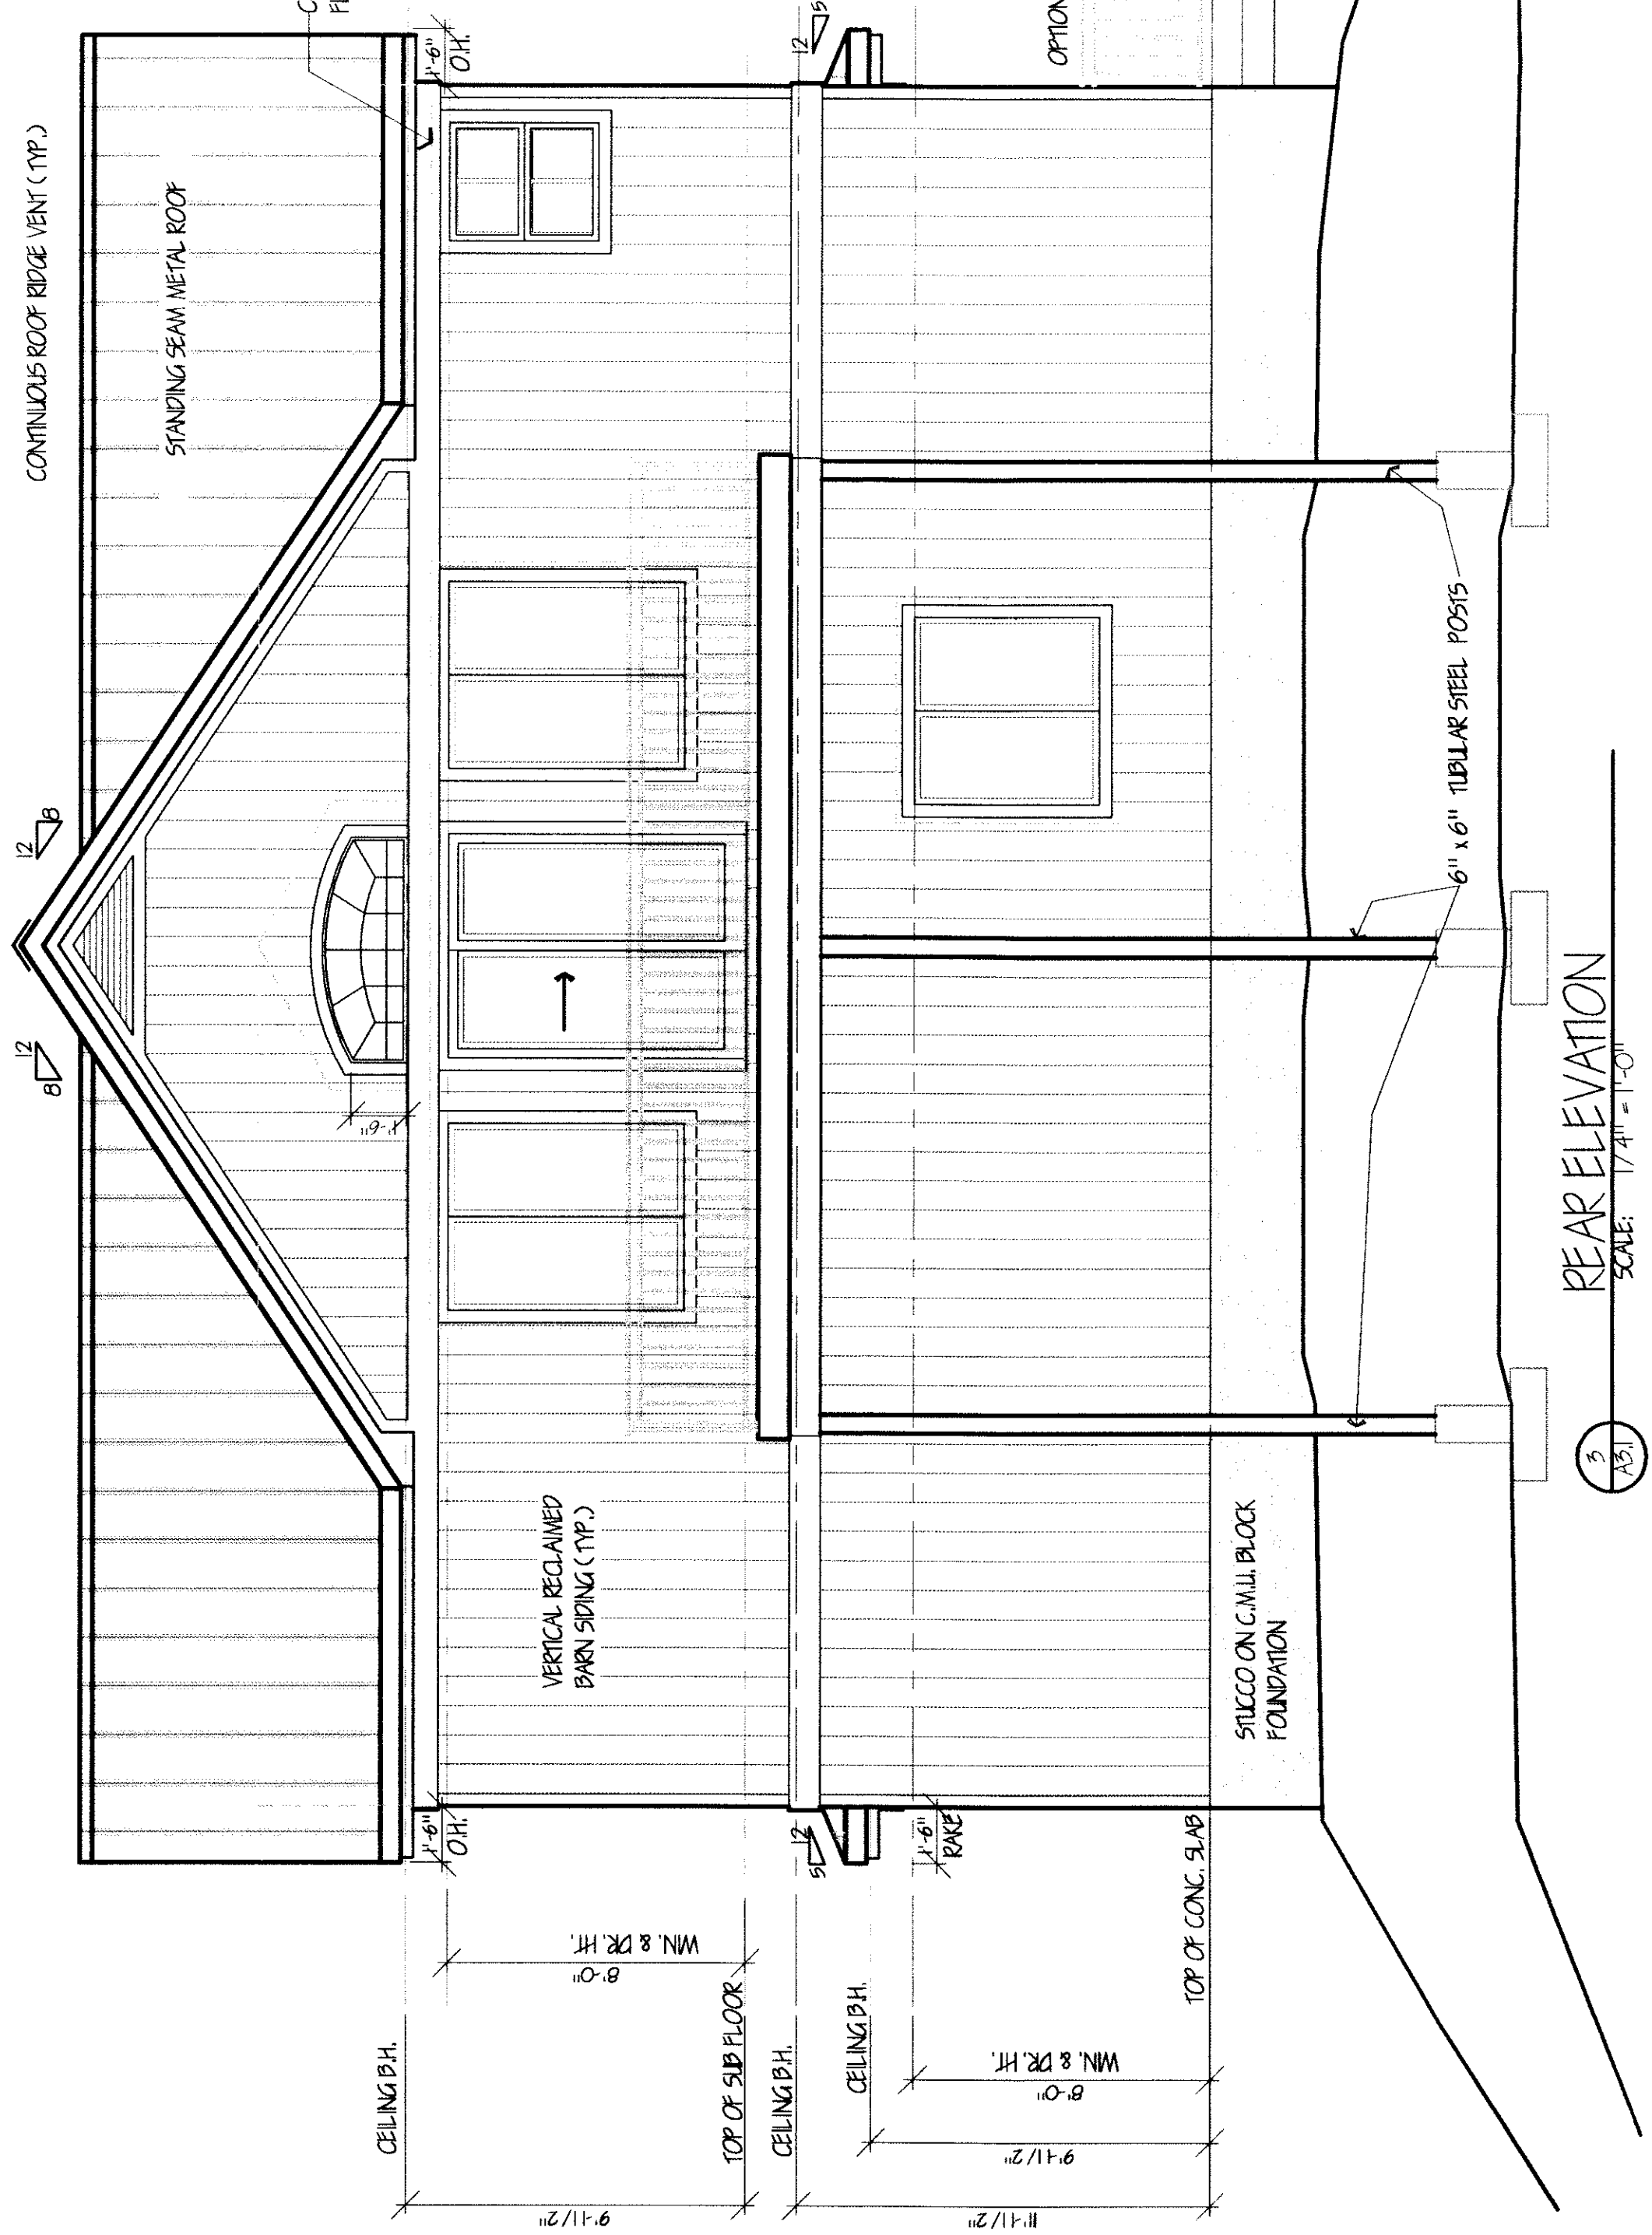 CONTINUOUS ROOF RIDGE VENT (TYP.)
STANDING SEAM METAL ROOF
12
8
12
8
1'-6"
CEILING B.H.
1'-6"
O.H.
1'-6"
O.H.
8'-0"
WIN. & DR. HT.
9'-1 1/2"
VERTICAL RECLAIMED
BARN SIDING (TYP.)
TOP OF SUB FLOOR
CEILING B.H.
12
5
12
5
CEILING B.H.
1'-6"
RAKE
OPTION
8'-0"
WIN. & DR. HT.
9'-1 1/2"
11'-1 1/2"
TOP OF CONC. SLAB
STUCCO ON C.M.U. BLOCK
FOUNDATION
6" x 6" TUBULAR STEEL POSTS
3
A3.1
REAR ELEVATION
SCALE: 1/4" = 1'-0"